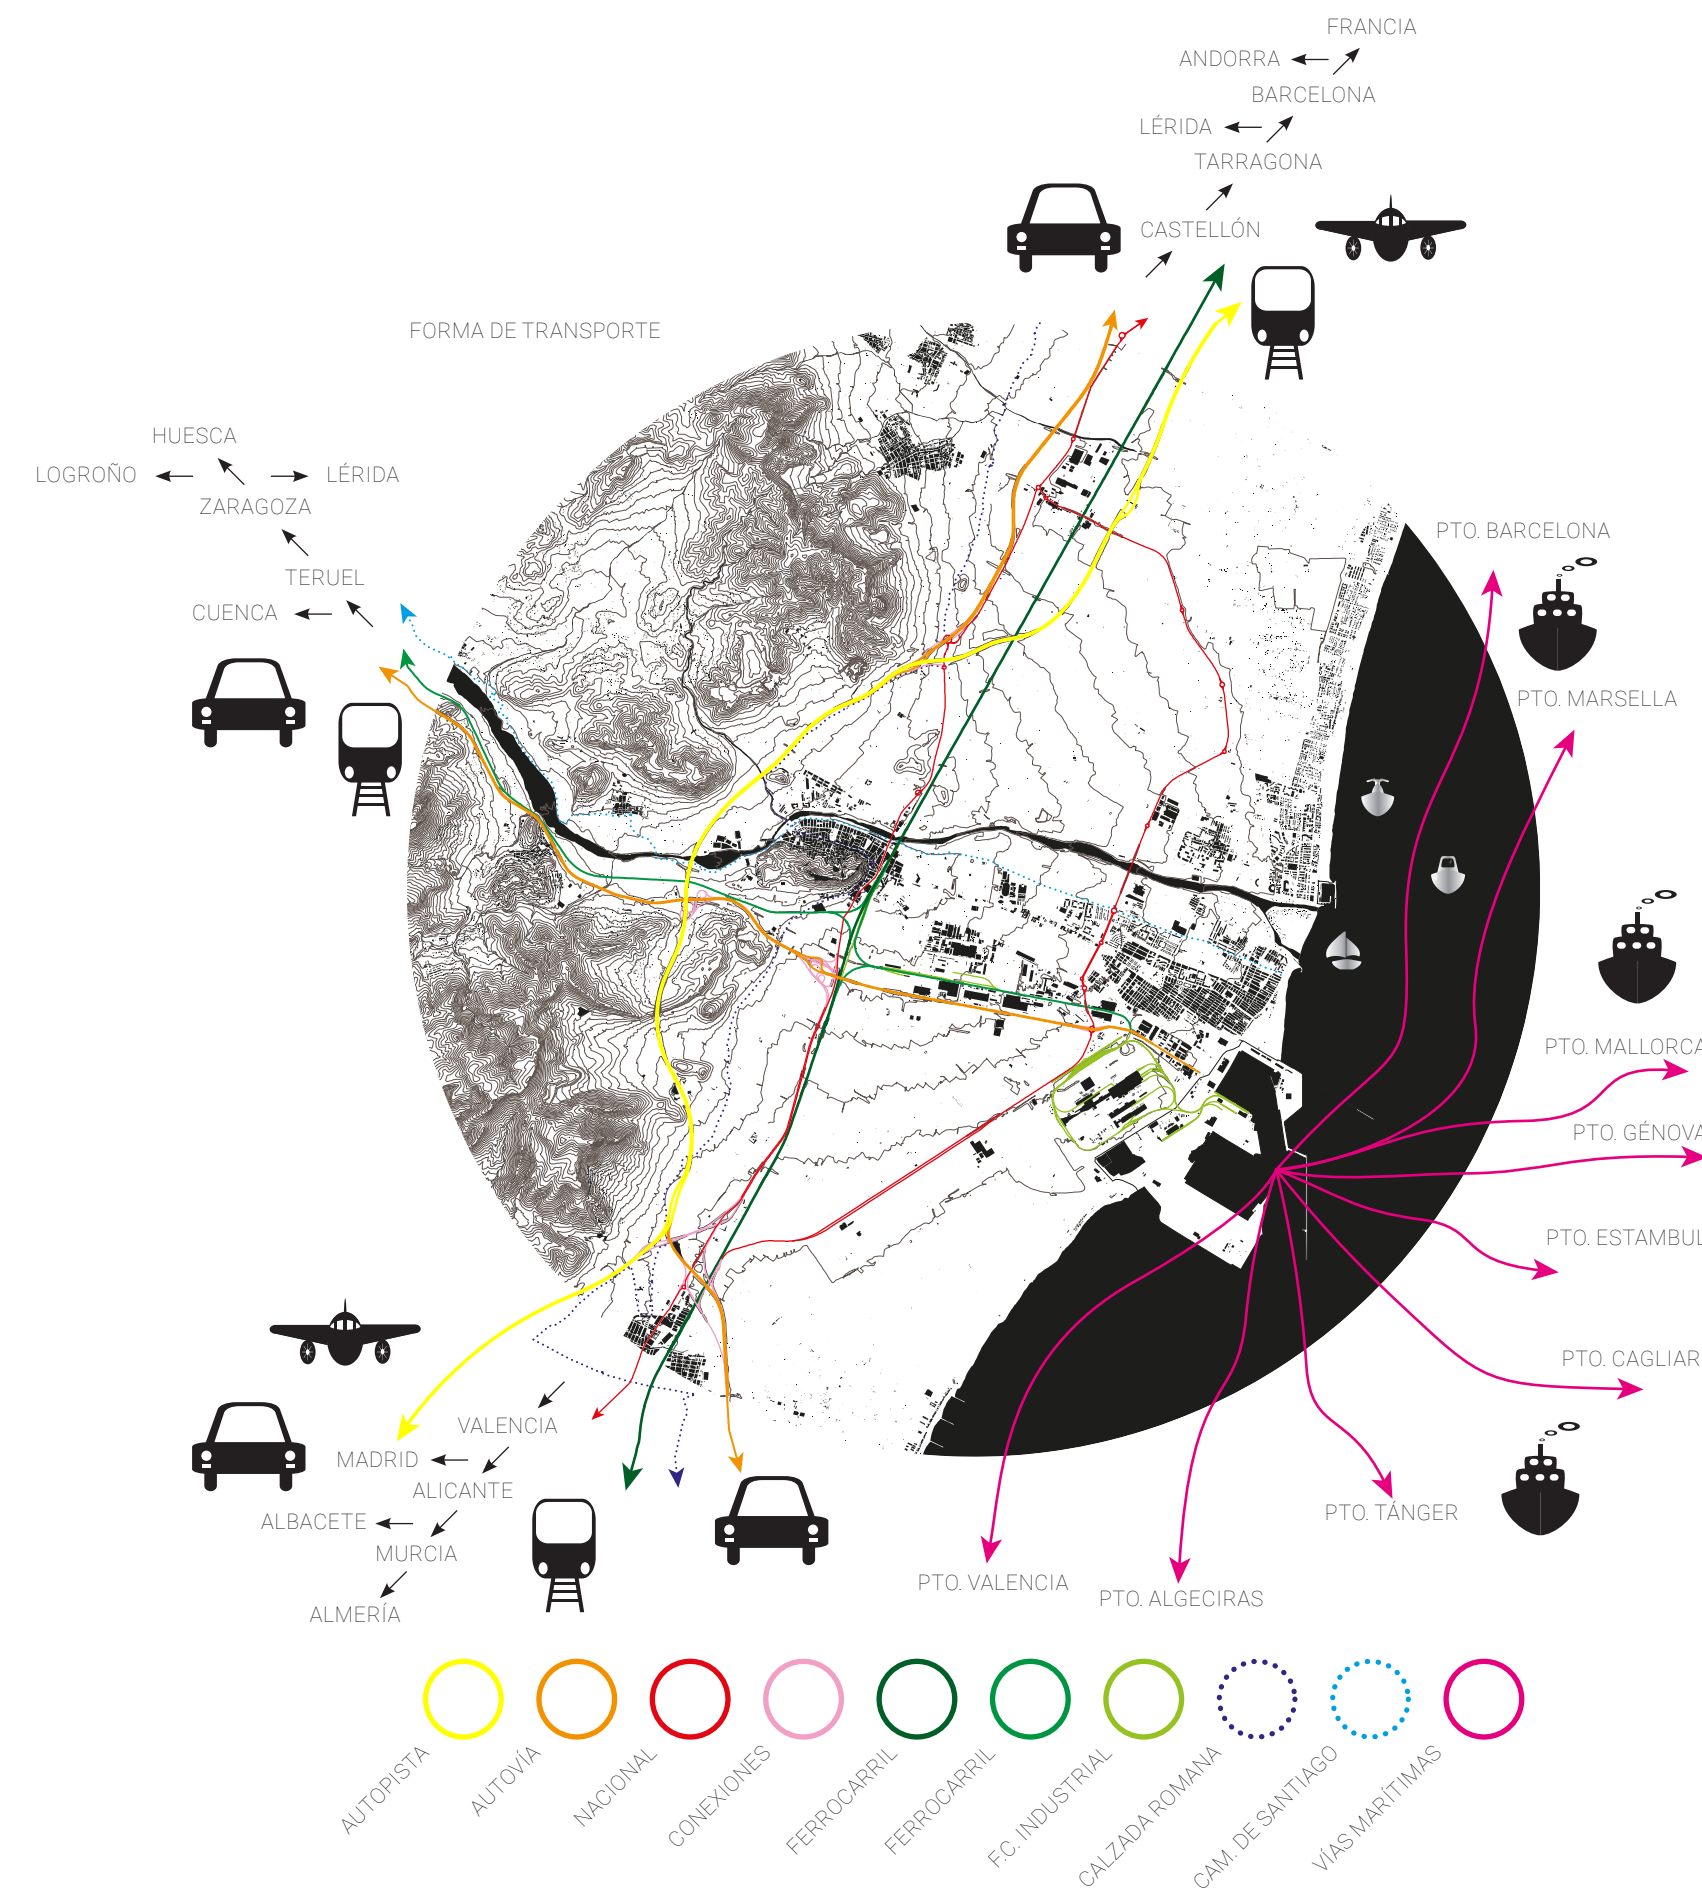 FRANCIA
ANDORRA
BARCELONA
LÉRIDA
TARRAGONA
CASTELLÓN
FORMA DE TRANSPORTE
HUESCA
LOGROÑO
LÉRIDA
ZARAGOZA
TERUEL
CUENCA
PTO. BARCELONA
PTO. MARSELLA
PTO. MALLORCA
PTO. GÉNOVA
PTO. ESTAMBUL
PTO. CAGLIAR
VALENCIA
MADRID
ALICANTE
ALBACETE
MURCIA
ALMERÍA
PTO. TÁNGER
PTO. VALENCIA
PTO. ALGECIRAS
AUTOPISTA
AUTOVÍA
NACIONAL
CONEXIONES
FERROCARRIL
FERROCARRIL
F.C. INDUSTRIAL
CALZADA ROMANA
CAM. DE SANTIAGO
VÍAS MARÍTIMAS